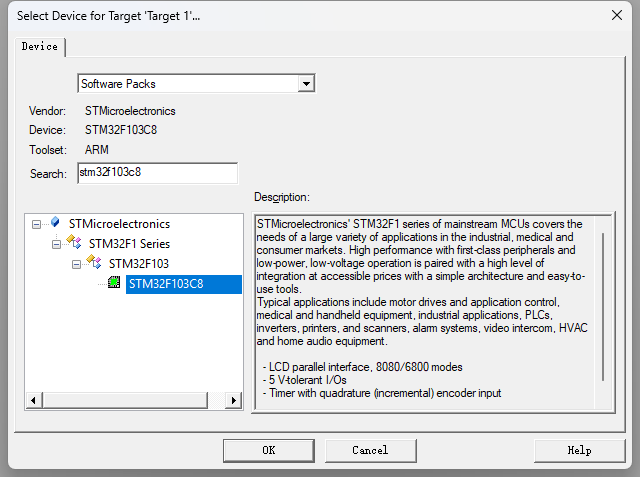 Select Device for Target 'Target 1'...
Device
Software Packs
Vendor: STMicroelectronics
Device: STM32F103C8
Toolset: ARM
Search: stm32f103c8
Description:
STMicroelectronics
STM32F1 Series
STM32F103
STM32F103C8
STMicroelectronics' STM32F1 series of mainstream MCUs covers the
needs of a large variety of applications in the industrial, medical and
consumer markets. High performance with first-class peripherals and
low-power, low-voltage operation is paired with a high level of
integration at accessible prices with a simple architecture and easy-to-
use tools.
Typical applications include motor drives and application control,
medical and handheld equipment, industrial applications, PLCs,
inverters, printers, and scanners, alarm systems, video intercom, HVAC
and home audio equipment.
- LCD parallel interface, 8080/6800 modes
- 5 V-tolerant I/Os
- Timer with quadrature (incremental) encoder input
OK
Cancel
Help